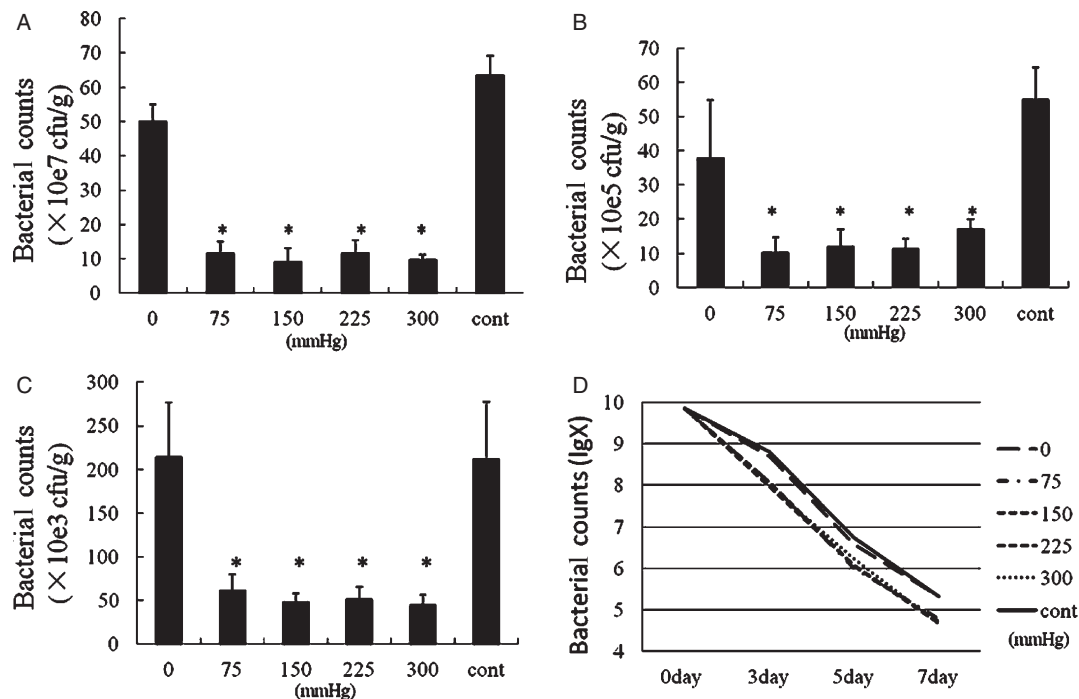 A
Bacterial counts
(×10e7 cfu/g)
80
70
60
50
40
30
20
10
0
* * * *
0 75 150 225 300 cont
(mmHg)
B
Bacterial counts
(×10e5 cfu/g)
70
60
50
40
30
20
10
0
* * * *
0 75 150 225 300 cont
(mmHg)
C
Bacterial counts
(×10e3 cfu/g)
300
250
200
150
100
50
0
* * * *
0 75 150 225 300 cont
(mmHg)
D
Bacterial counts (lgX)
10
9
8
7
6
5
4
0day 3day 5day 7day
0
75
150
225
300
cont
(mmHg)